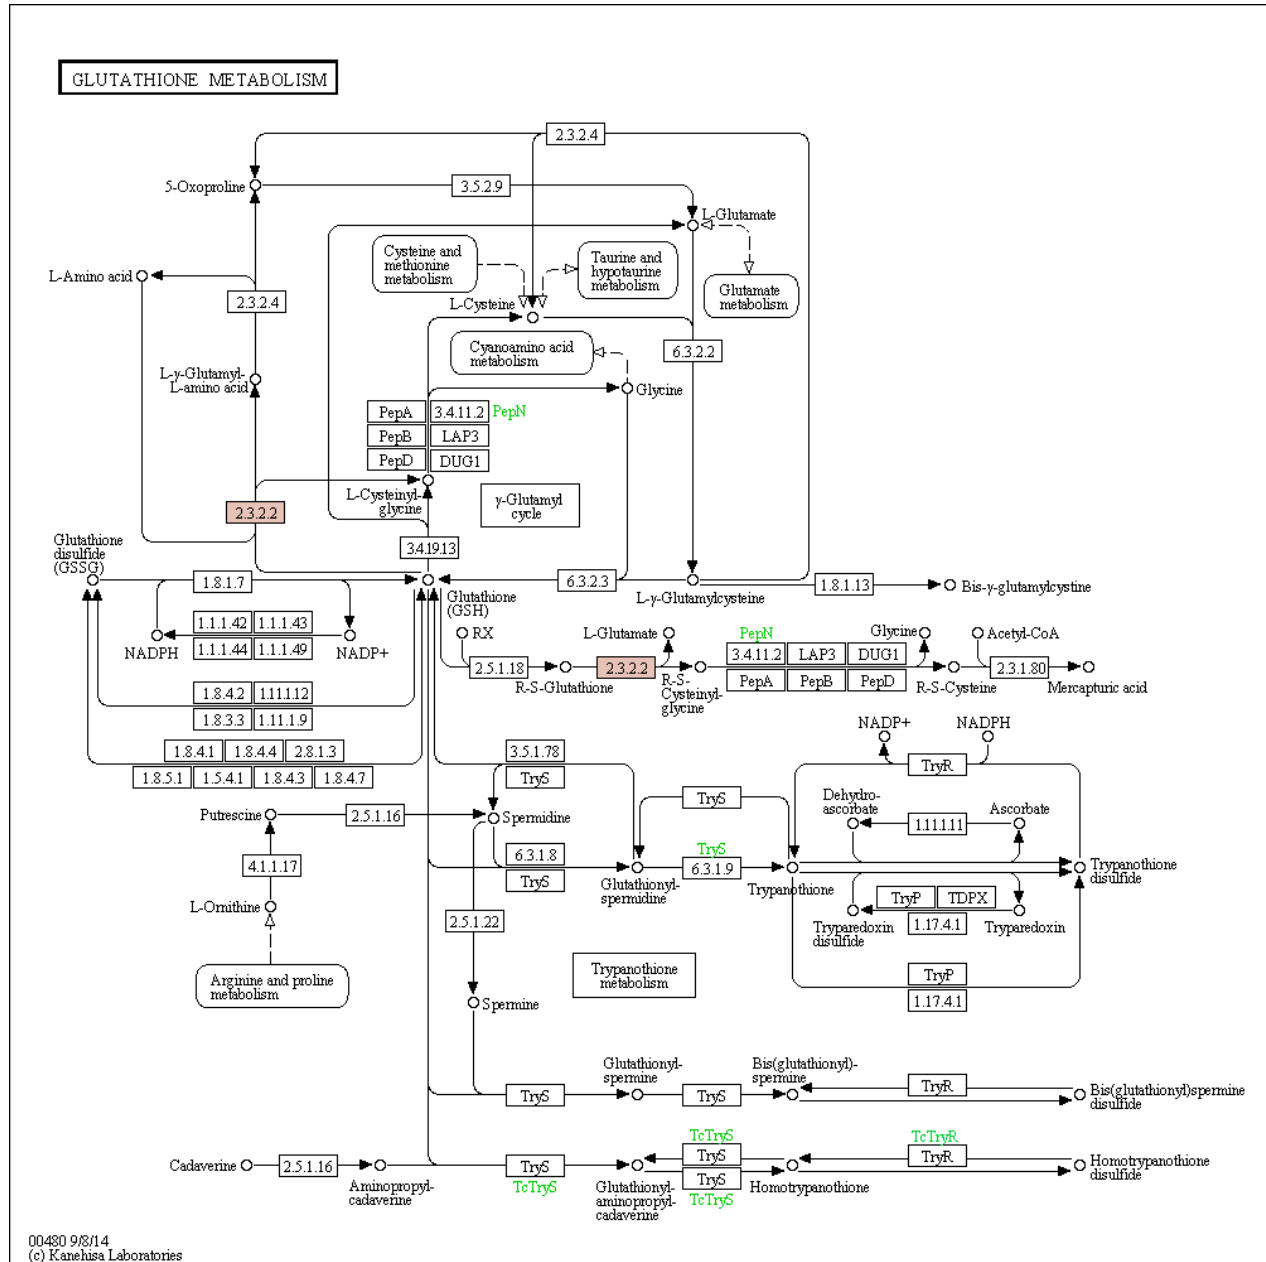 GLUTATHIONE METABOLISM
2.3.2.4
5-Oxoproline
3.5.2.9
L-Glutamate
Cysteine and
methionine
metabolism
Taurine and
hypotaurine
metabolism
Glutamate
metabolism
L-Amino acid
2.3.2.4
L-Cysteine
Cyanoamino acid
metabolism
6.3.2.2
L-γ-Glutamyl-
L-amino acid
Glycine
PepA
3.4.11.2
PepN
PepB
LAP3
PepD
DUG1
L-Cysteinyl-
glycine
γ-Glutamyl
cycle
2.3.2.2
Glutathione
disulfide
(GSSG)
3.4.19.13
1.8.1.7
6.3.2.3
1.8.1.13
Bis-γ-glutamylcystine
Glutathione
(GSH)
L-γ-Glutamylcysteine
1.1.1.42
1.1.1.43
NADPH
NADP+
1.1.1.44
1.1.1.49
RX
L-Glutamate
PepN
Glycine
Acetyl-CoA
2.5.1.18
2.3.2.2
3.4.11.2
LAP3
DUG1
2.3.1.80
R-S-Glutathione
R-S-
Cysteinyl-
glycine
PepA
PepB
PepD
R-S-Cysteine
Mercapturic acid
1.8.4.2
1.11.1.12
1.8.3.3
1.11.1.9
1.8.4.1
1.8.4.4
2.8.1.3
1.8.5.1
1.5.4.1
1.8.4.3
1.8.4.7
3.5.1.78
TryS
NADP+
NADPH
TryR
Putrescine
2.5.1.16
Spermidine
TryS
Dehydro-
ascorbate
1.11.1.11
Ascorbate
4.1.1.17
6.3.1.8
TryS
Glutathionyl-
spermidine
TryS
6.3.1.9
Trypanothione
Trypanothione
disulfide
L-Ornithine
2.5.1.22
TryP
TDPX
1.17.4.1
Tryparedoxin
disulfide
Tryparedoxin
Arginine and proline
metabolism
Trypanothione
metabolism
TryP
1.17.4.1
Spermine
Glutathionyl-
spermine
Bis(glutathionyl)-
spermine
TryS
TryS
TryR
Bis(glutathionyl)spermine
disulfide
Cadaverine
2.5.1.16
Aminopropyl-
cadaverine
TryS
TcTryS
Glutathionyl-
aminopropyl-
cadaverine
TcTryS
TryS
TryS
TcTryS
Homotrypanothione
TcTryR
TryR
Homotrypanothione
disulfide
00480 9/8/14
(c) Kanehisa Laboratories